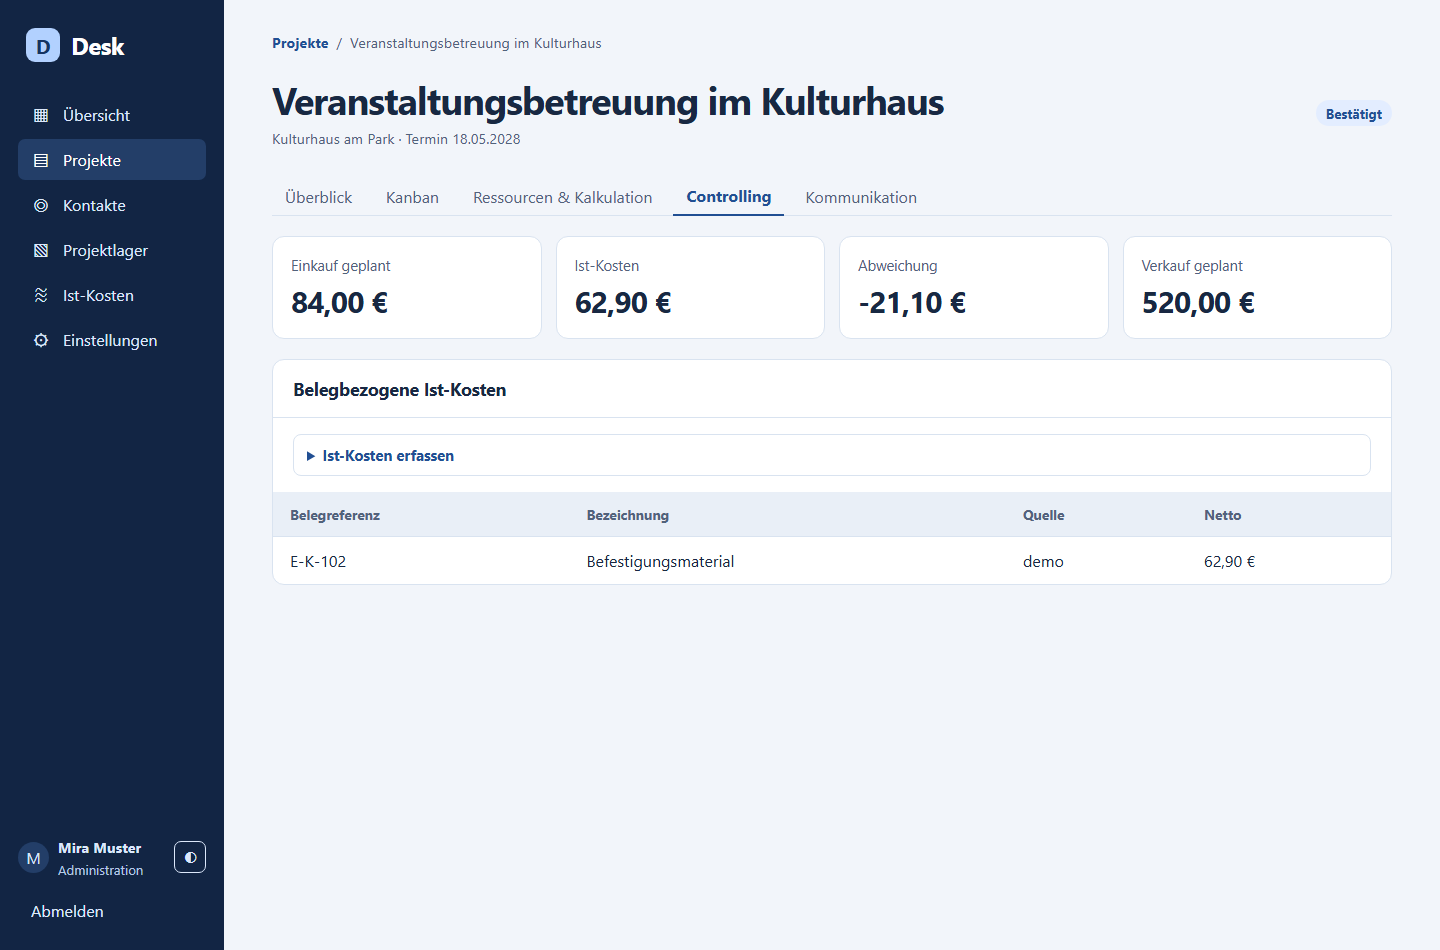 D Desk
Übersicht
Projekte
Kontakte
Projektlager
Ist-Kosten
Einstellungen
M Mira Muster
Administration
Abmelden
Projekte / Veranstaltungsbetreuung im Kulturhaus
Veranstaltungsbetreuung im Kulturhaus
Bestätigt
Kulturhaus am Park · Termin 18.05.2028
Überblick Kanban Ressourcen & Kalkulation Controlling Kommunikation
Einkauf geplant Ist-Kosten Abweichung Verkauf geplant
84,00 € 62,90 € -21,10 € 520,00 €
Belegbezogene Ist-Kosten
Ist-Kosten erfassen
Belegreferenz Bezeichnung Quelle Netto
E-K-102 Befestigungsmaterial demo 62,90 €